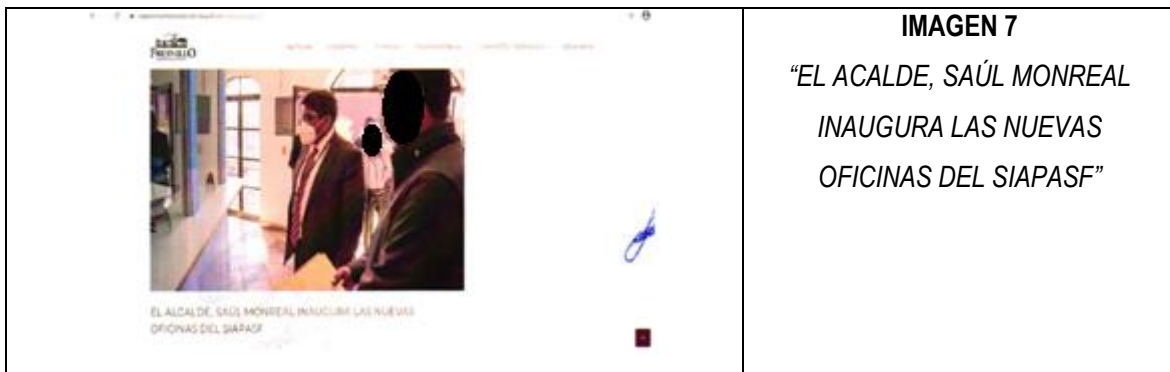 FRESNILLO
EL ALCALDE, SAÚL MONREAL INAUGURA LAS NUEVAS
OFICINAS DEL SIAPASF
IMAGEN 7
“EL ACALDE, SAÚL MONREAL
INAUGURA LAS NUEVAS
OFICINAS DEL SIAPASF”